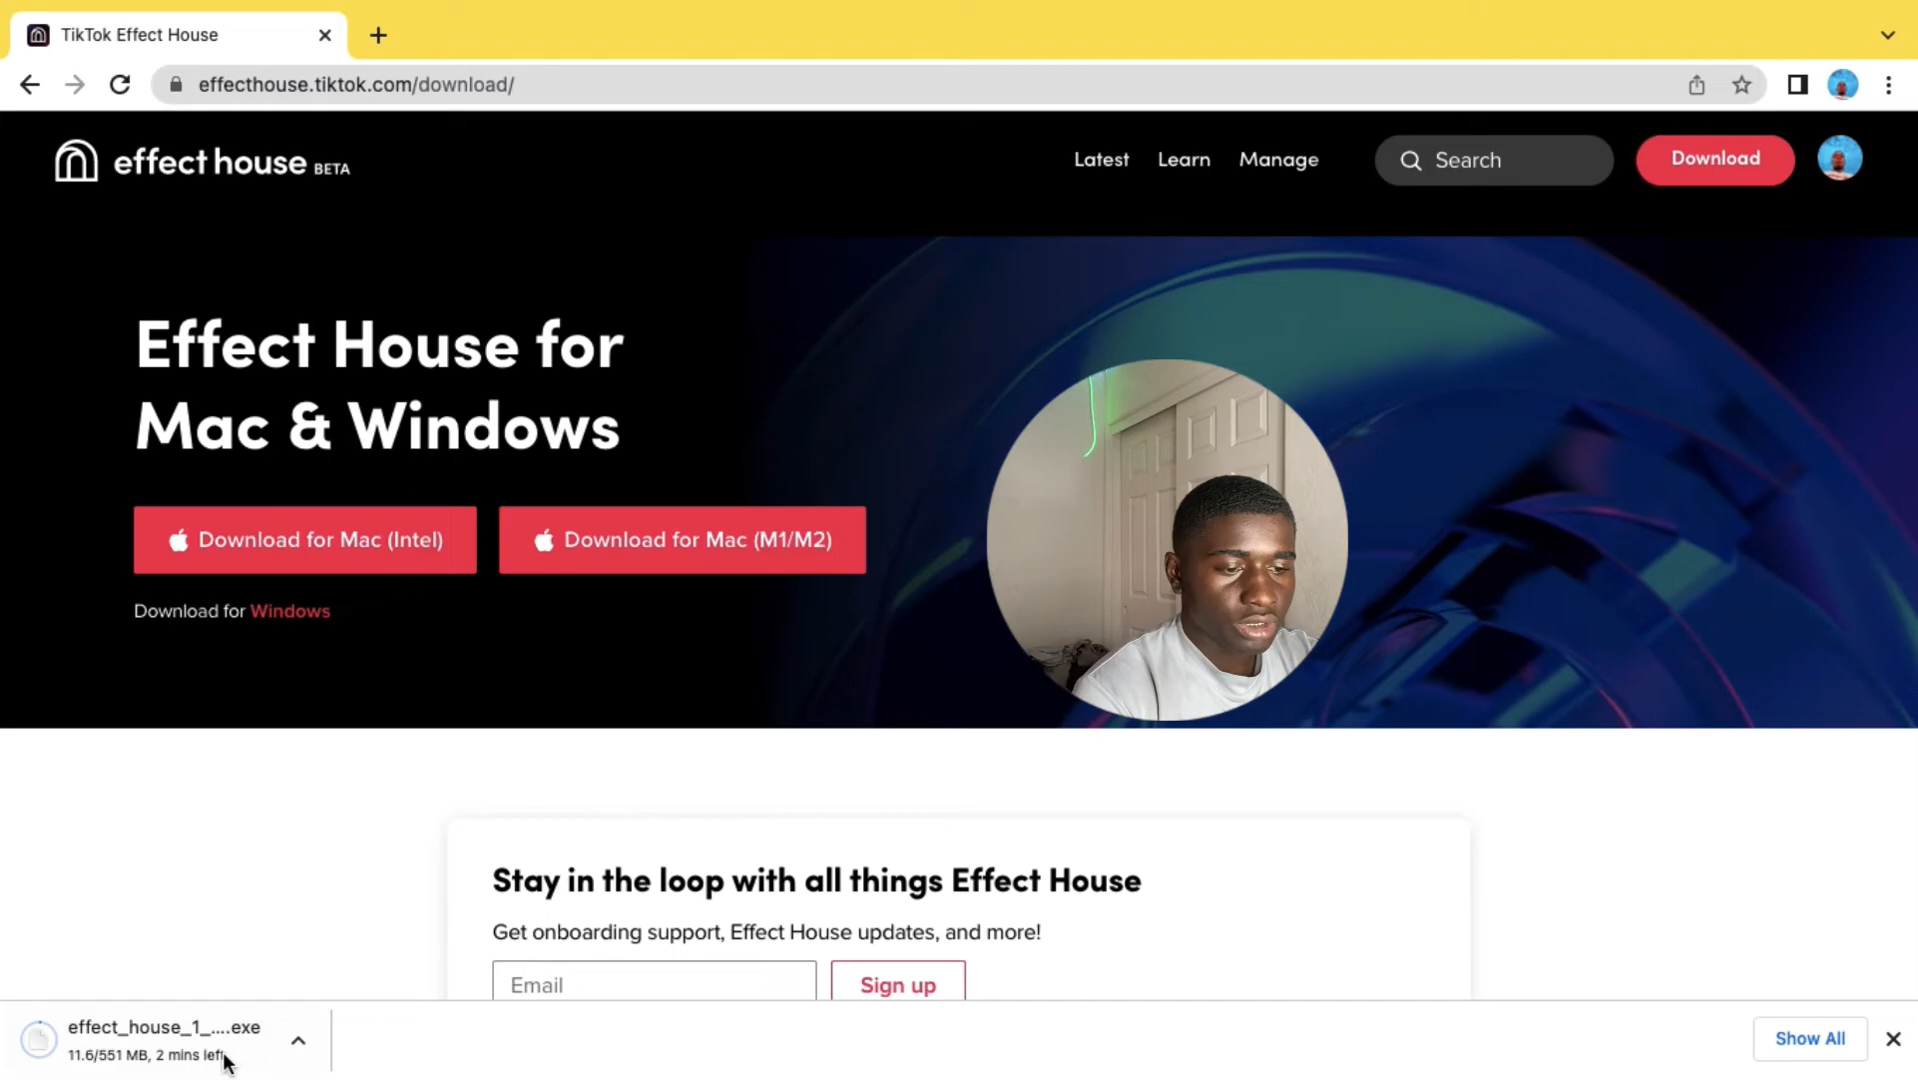 TikTok Effect House
effecthouse.tiktok.com/download/
effect house BETA
Latest
Learn
Manage
Search
Download
Effect House for
Mac & Windows
Download for Mac (Intel)
Download for Mac (M1/M2)
Download for Windows
Stay in the loop with all things Effect House
Get onboarding support, Effect House updates, and more!
Email
Sign up
effect_house_1_....exe
11.6/551 MB, 2 mins left
Show All